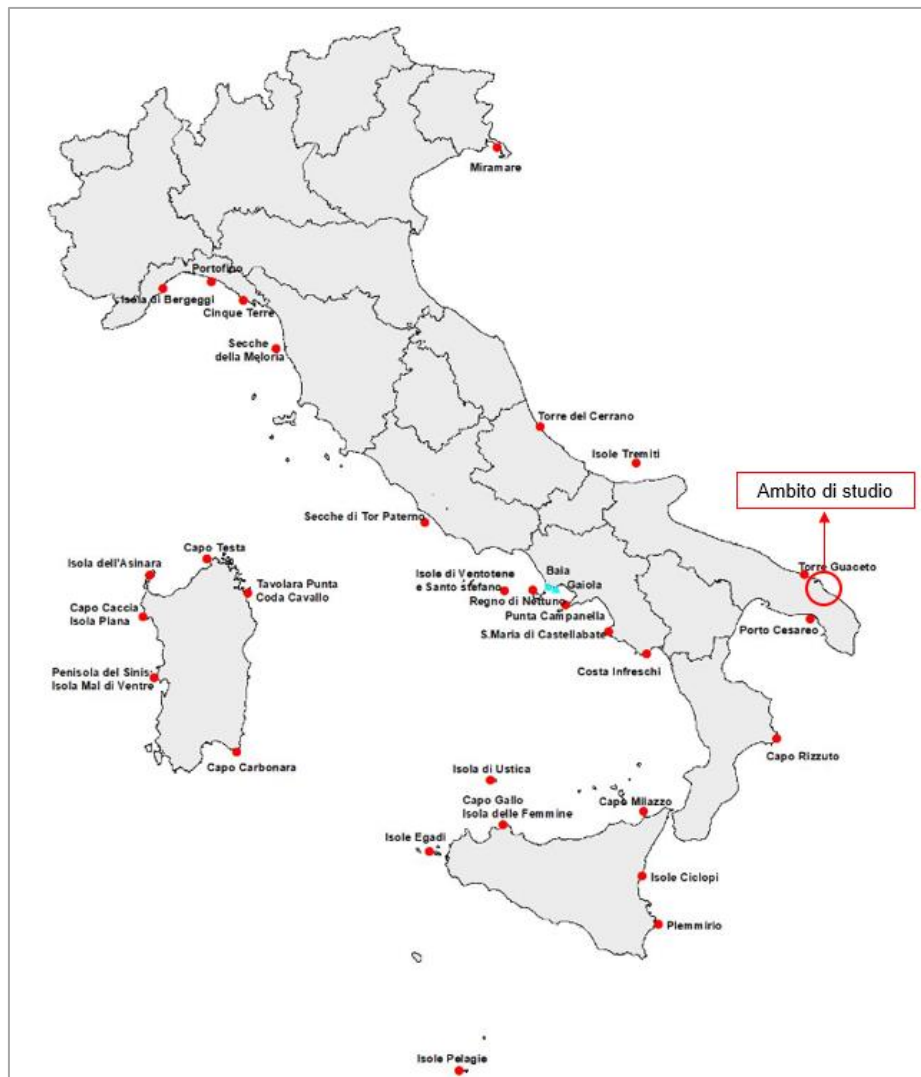 Miramare
Portofino
Isola di Bergeggi
Cinque Terre
Secche
della Meloria
Torre del Cerrano
Isole Tremiti
Ambito di studio
Secche di Tor Paterno
Torre Guaceto
Capo Testa
Isola dell'Asinara
Tavolara Punta
Coda Cavallo
Isole di Ventotene
e Santo stefano
Baia
Gaiola
Regno di Nettuno
Punta Campanella
Capo Caccia
Isola Piana
S.Maria di Castellabate
Porto Cesareo
Costa Infreschi
Penisola del Sinis-
Isola Mal di Ventre
Capo Carbonara
Capo Rizzuto
Isola di Ustica
Capo Gallo
Isola delle Femmine
Capo Milazzo
Isole Egadi
Isole Ciclopi
Plemmirio
Isole Pelagie